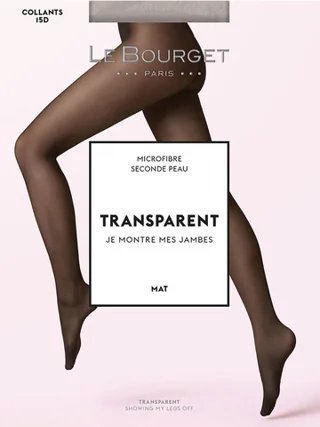 COLLANTS
15D
LE BOURGET
PARIS
MICROFIBRE
SECONDE PEAU
TRANSPARENT
JE MONTRE MES JAMBES
MAT
TRANSPARENT
SHOWING MY LEGS OFF